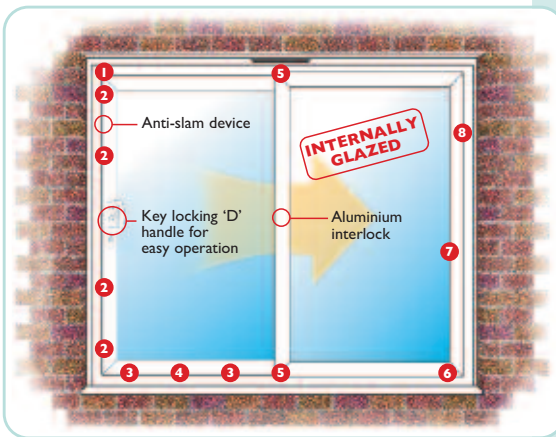 1
5
2
Anti-slam device
INTERNALLY
GLAZED
8
2
Key locking ‘D’
handle for
easy operation
Aluminium
interlock
7
2
2
3
4
3
5
6